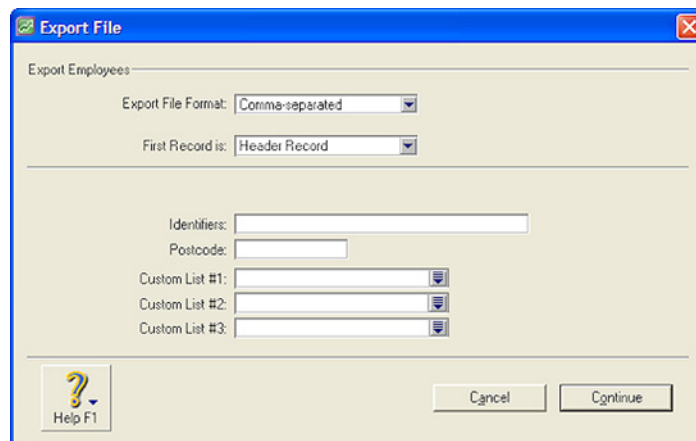 Export File
Export Employees
Export File Format: Comma-separated
First Record is: Header Record
Identifiers:
Postcode:
Custom List #1:
Custom List #2:
Custom List #3:
Help F1
Cancel Continue